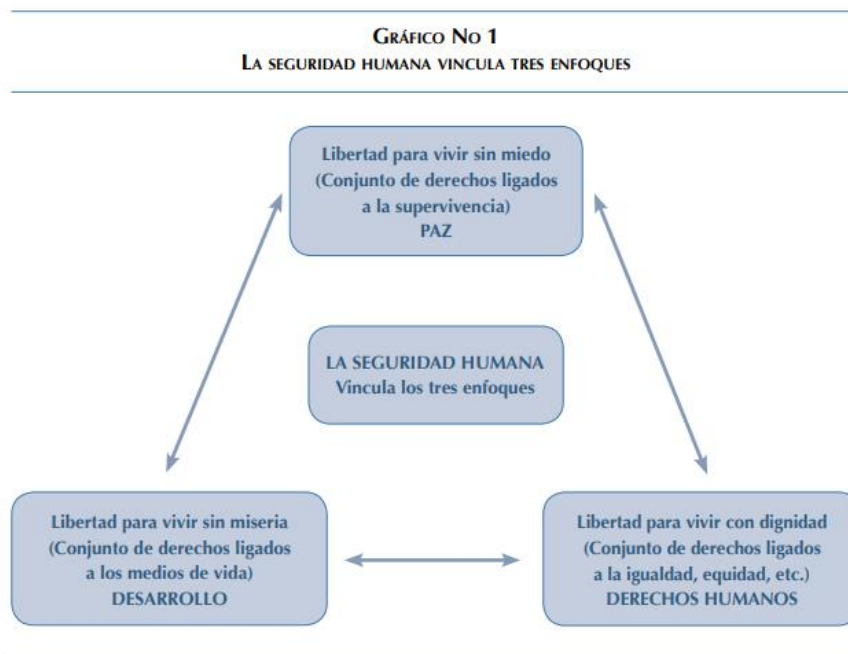 GRÁFICO NO 1
LA SEGURIDAD HUMANA VINCULA TRES ENFOQUES
Libertad para vivir sin miedo
(Conjunto de derechos ligados
a la supervivencia)
PAZ
LA SEGURIDAD HUMANA
Vincula los tres enfoques
Libertad para vivir sin miseria
(Conjunto de derechos ligados
a los medios de vida)
DESARROLLO
Libertad para vivir con dignidad
(Conjunto de derechos ligados
a la igualdad, equidad, etc.)
DERECHOS HUMANOS